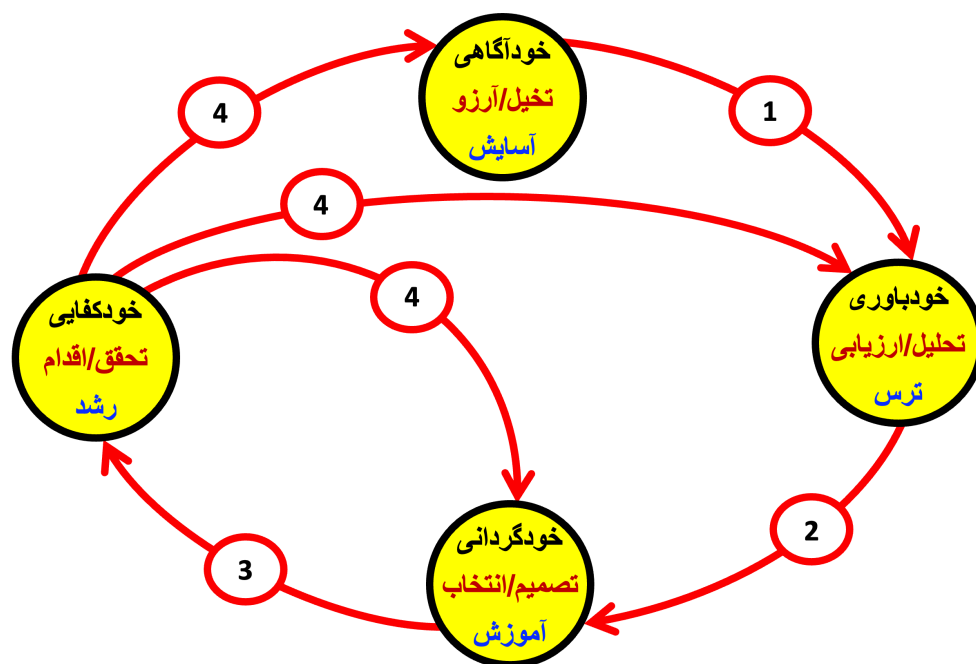 خودآگاهی
تخیل/آرزو
آسایش
4
1
4
4
خودباوری
تحلیل/ارزیابی
ترس
خودکفایی
تحقق/اقدام
رشد
2
3
خودگردانی
تصمیم/انتخاب
آموزش